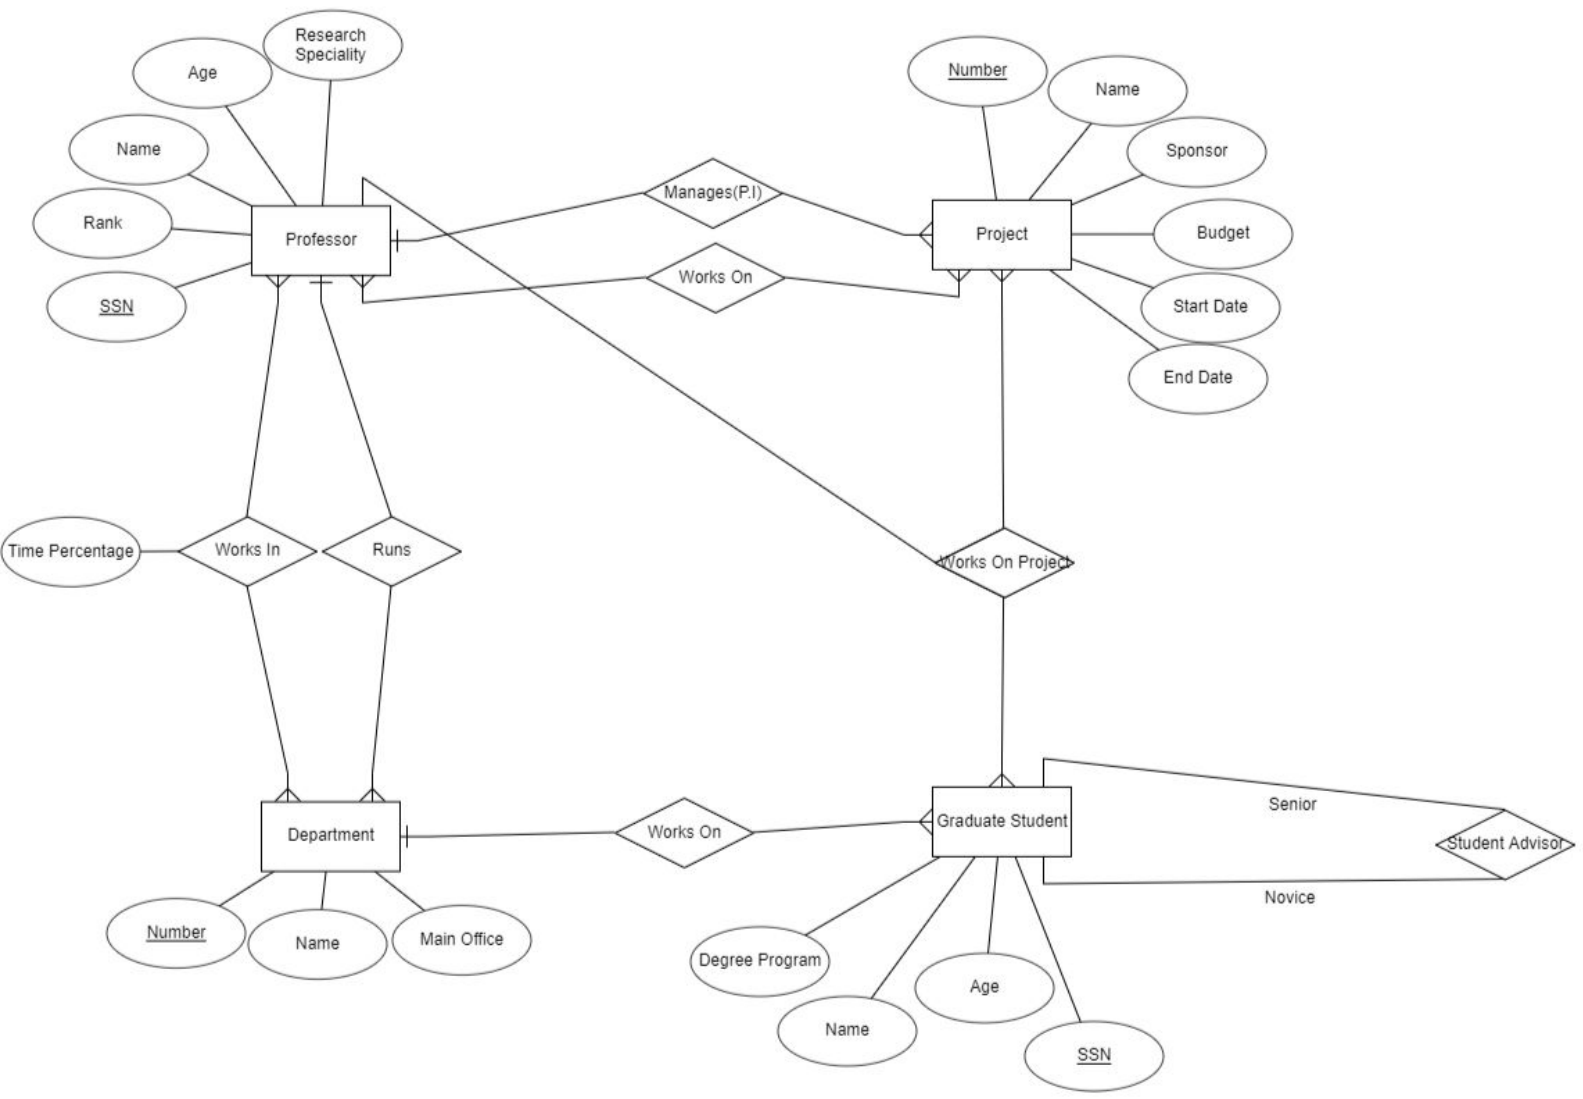 Research
Speciality
Age
Name
Rank
SSN
Professor
Manages(P.I)
Works On
Number
Name
Sponsor
Project
Budget
Start Date
End Date
Time Percentage
Works In
Runs
Works On Project
Department
Works On
Graduate Student
Senior
Student Advisor
Novice
Number
Name
Main Office
Degree Program
Name
Age
SSN